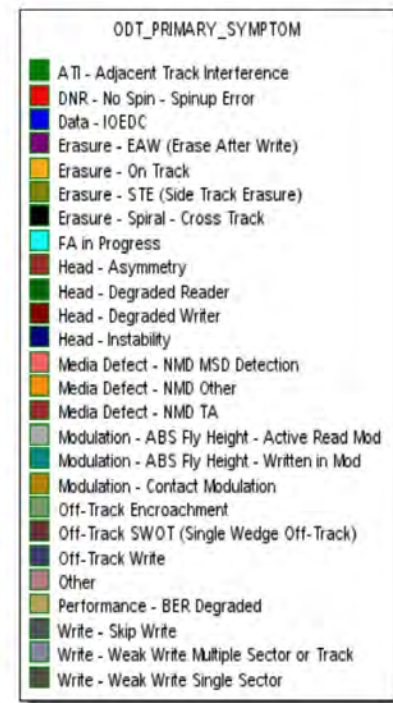 ODT_PRIMARY_SYMPTOM
ATI - Adjacent Track Interference
DNR - No Spin - Spinup Error
Data - IOEDC
Erasure - EAW (Erase After Write)
Erasure - On Track
Erasure - STE (Side Track Erasure)
Erasure - Spiral - Cross Track
FA in Progress
Head - Asymmetry
Head - Degraded Reader
Head - Degraded Writer
Head - Instability
Media Defect - NMD MSD Detection
Media Defect - NMD Other
Media Defect - NMD TA
Modulation - ABS Fly Height - Active Read Mod
Modulation - ABS Fly Height - Written in Mod
Modulation - Contact Modulation
Off-Track Encroachment
Off-Track SWOT (Single Wedge Off-Track)
Off-Track Write
Other
Performance - BER Degraded
Write - Skip Write
Write - Weak Write Multiple Sector or Track
Write - Weak Write Single Sector